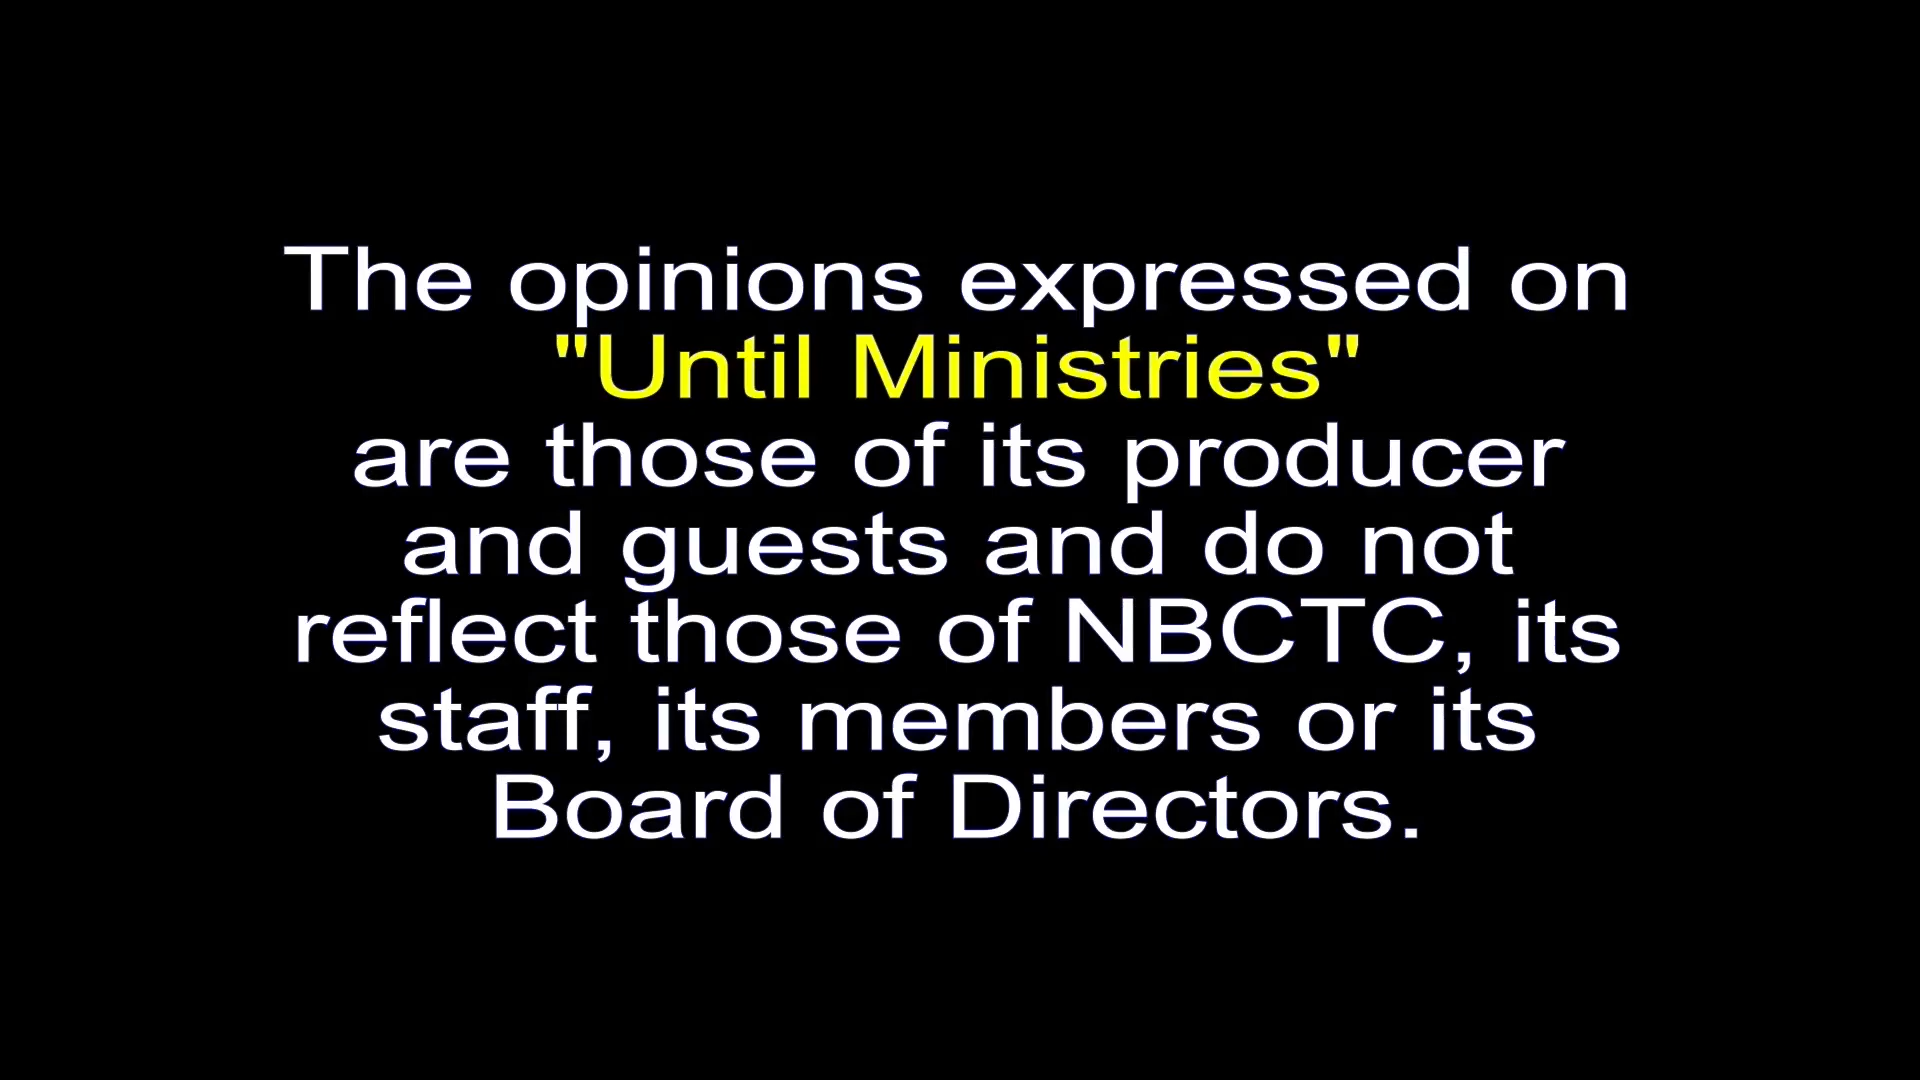 The opinions expressed on
"Until Ministries"
are those of its producer
and guests and do not
reflect those of NBCTC, its
staff, its members or its
Board of Directors.